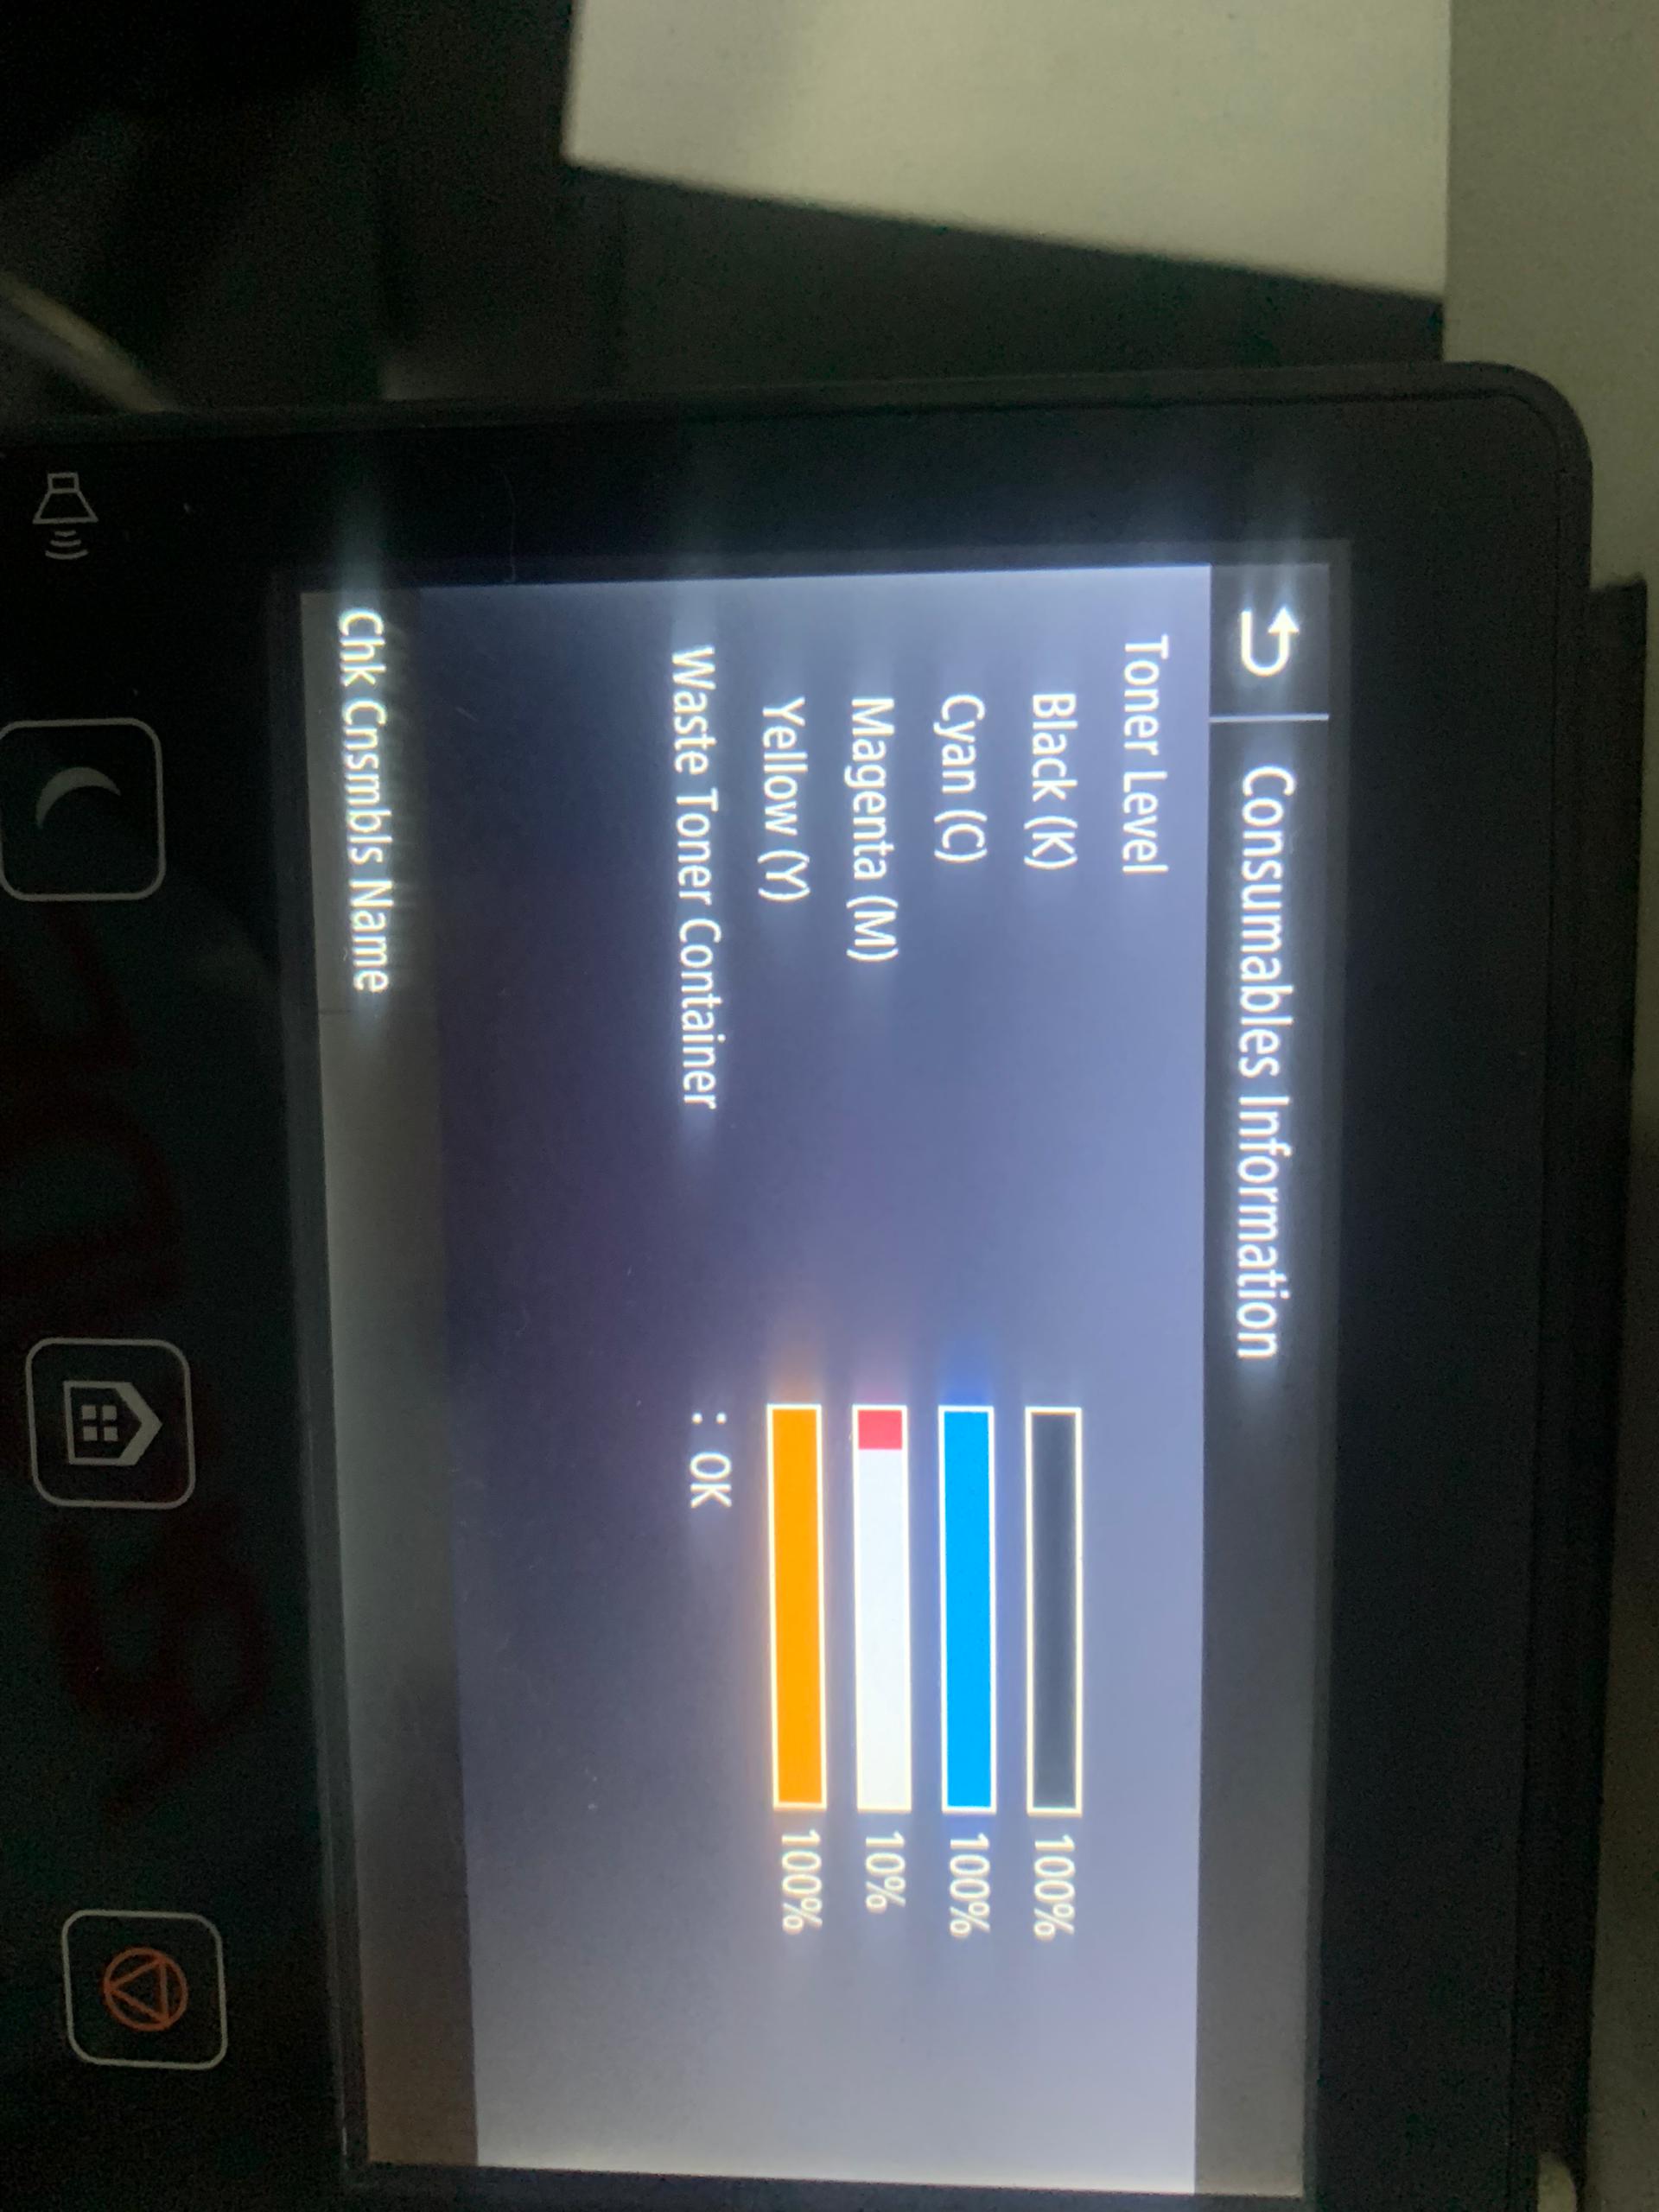 Consumables Information
Toner Level
Black (K) 100%
Cyan (C) 100%
Magenta (M) 10%
Yellow (Y) 100%
Waste Toner Container : OK
Chk Cnsmbls Name